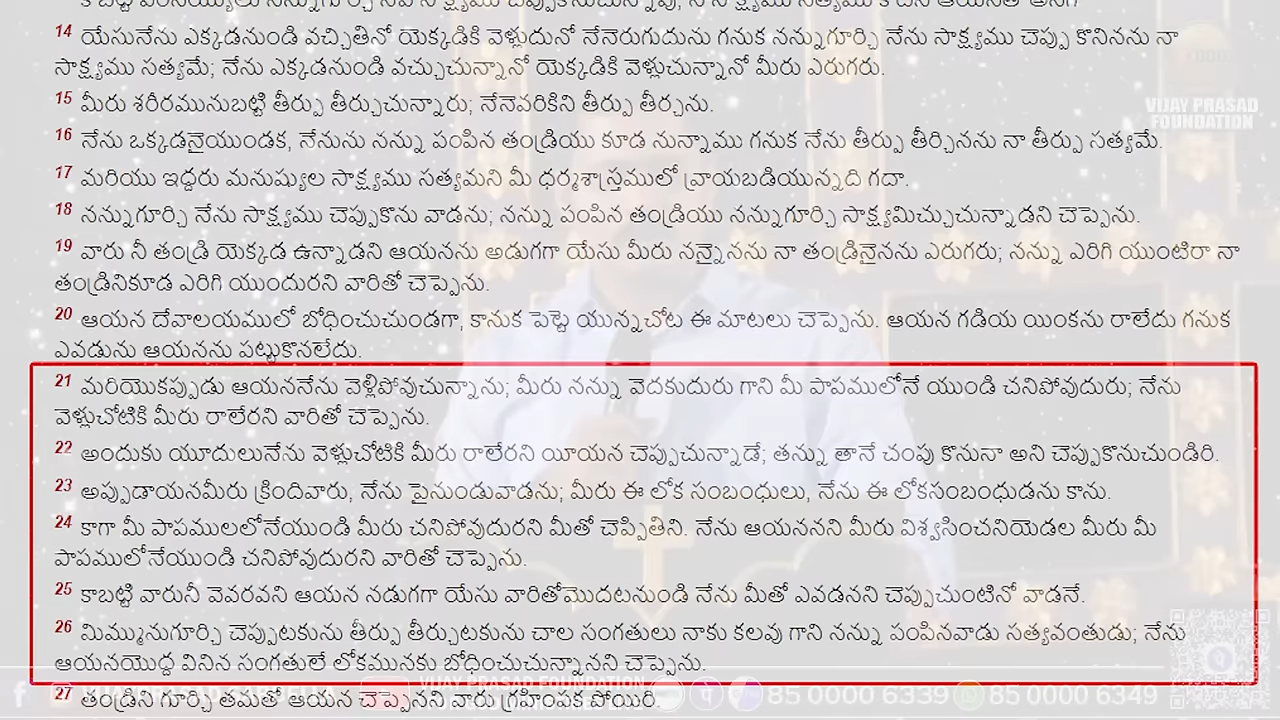 14 యేసునేను ఎక్కడనుండి వచ్చితినో యెక్కడికి వెళ్లుదునో నేనెరుగుదును గనుక నన్నుగూర్చి నేను సాక్ష్యము చెప్పు కొనినను నా
సాక్ష్యము సత్యమే; నేను ఎక్కడనుండి వచ్చుచున్నానో యెక్కడికి వెళ్లుచున్నానో మీరు ఎరుగరు.
VIJAY PRASAD
FOUNDATION
15 మీరు శరీరమునుబట్టి తీర్పు తీర్చుచున్నారు; నేనెవరికిని తీర్పు తీర్చను.
16 నేను ఒక్కడనైయుండక, నేనును నన్ను పంపిన తండ్రియు కూడ నున్నాము గనుక నేను తీర్పు తీర్చినను నా తీర్పు సత్యమే.
17 మరియు ఇద్దరు మనుష్యుల సాక్ష్యము సత్యమని మీ ధర్మశాస్త్రములో వ్రాయబడియున్నది గదా.
18 నన్నుగూర్చి నేను సాక్ష్యము చెప్పుకొను వాడను; నన్ను పంపిన తండ్రియు నన్నుగూర్చి సాక్ష్యమిచ్చుచున్నాడని చెప్పెను.
19 వారు నీ తండ్రి యెక్కడ ఉన్నాడని ఆయనను అడుగగా యేసు మీరు నన్నైనను నా తండ్రినైనను ఎరుగరు; నన్ను ఎరిగి యుంటిరా నా
తండ్రినికూడ ఎరిగి యుందురని వారితో చెప్పెను.
20 ఆయన దేవాలయములో బోధించుచుండగా, కానుక పెట్టె యున్నచోట ఈ మాటలు చెప్పెను. ఆయన గడియ యింకను రాలేదు గనుక
ఎవడును ఆయనను పట్టుకొనలేదు.
21 మరియొకప్పుడు ఆయననేను వెళ్లిపోవుచున్నాను; మీరు నన్ను వెదకుదురు గాని మీ పాపములోనే యుండి చనిపోవుదురు; నేను
వెళ్లుచోటికి మీరు రాలేరని వారితో చెప్పెను.
22 అందుకు యూదులునేను వెళ్లుచోటికి మీరు రాలేరని యీయన చెప్పుచున్నాడే; తన్ను తానే చంపు కొనునా అని చెప్పుకొనుచుండిరి.
23 అప్పుడాయనమీరు క్రిందివారు, నేను పైనుండువాడను; మీరు ఈ లోక సంబంధులు, నేను ఈ లోకసంబంధుడను కాను.
24 కాగా మీ పాపములలోనేయుండి మీరు చనిపోవుదురని మీతో చెప్పితిని. నేను ఆయననని మీరు విశ్వసించనియెడల మీరు మీ
పాపములోనేయుండి చనిపోవుదురని వారితో చెప్పెను.
25 కాబట్టి వారునీ వెవరవని ఆయన నడుగగా యేసు వారితోమొదటనుండి నేను మీతో ఎవడనని చెప్పుచుంటినో వాడనే.
26 మిమ్మునుగూర్చి చెప్పుటకును తీర్పు తీర్చుటకును చాల సంగతులు నాకు కలవు గాని నన్ను పంపినవాడు సత్యవంతుడు; నేను
ఆయనయొద్ద వినిన సంగతులే లోకమునకు బోధించుచున్నానని చెప్పెను.
VIJAY PRASAD FOUNDATION
27 తండ్రిని గూర్చి తమతో ఆయన చెప్పెనని వారు గ్రహింపక పోయిరి.
85 0000 6339
85 0000 6349